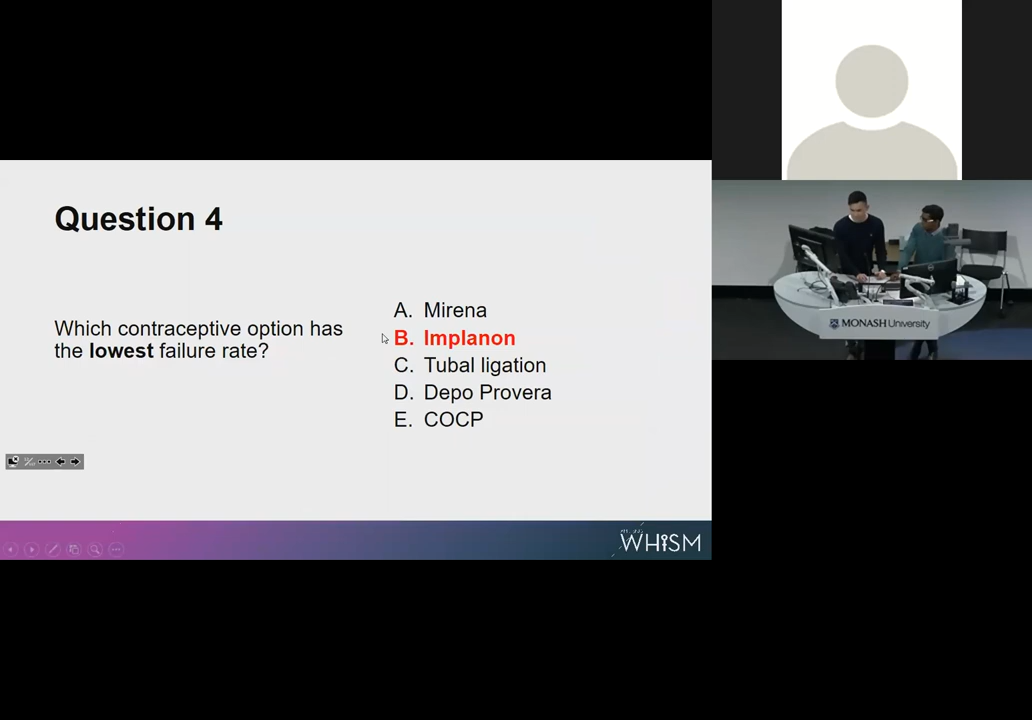 Question 4
Which contraceptive option has
the lowest failure rate?
A. Mirena
B. Implanon
C. Tubal ligation
D. Depo Provera
E. COCP
MONASH University
WHiSM